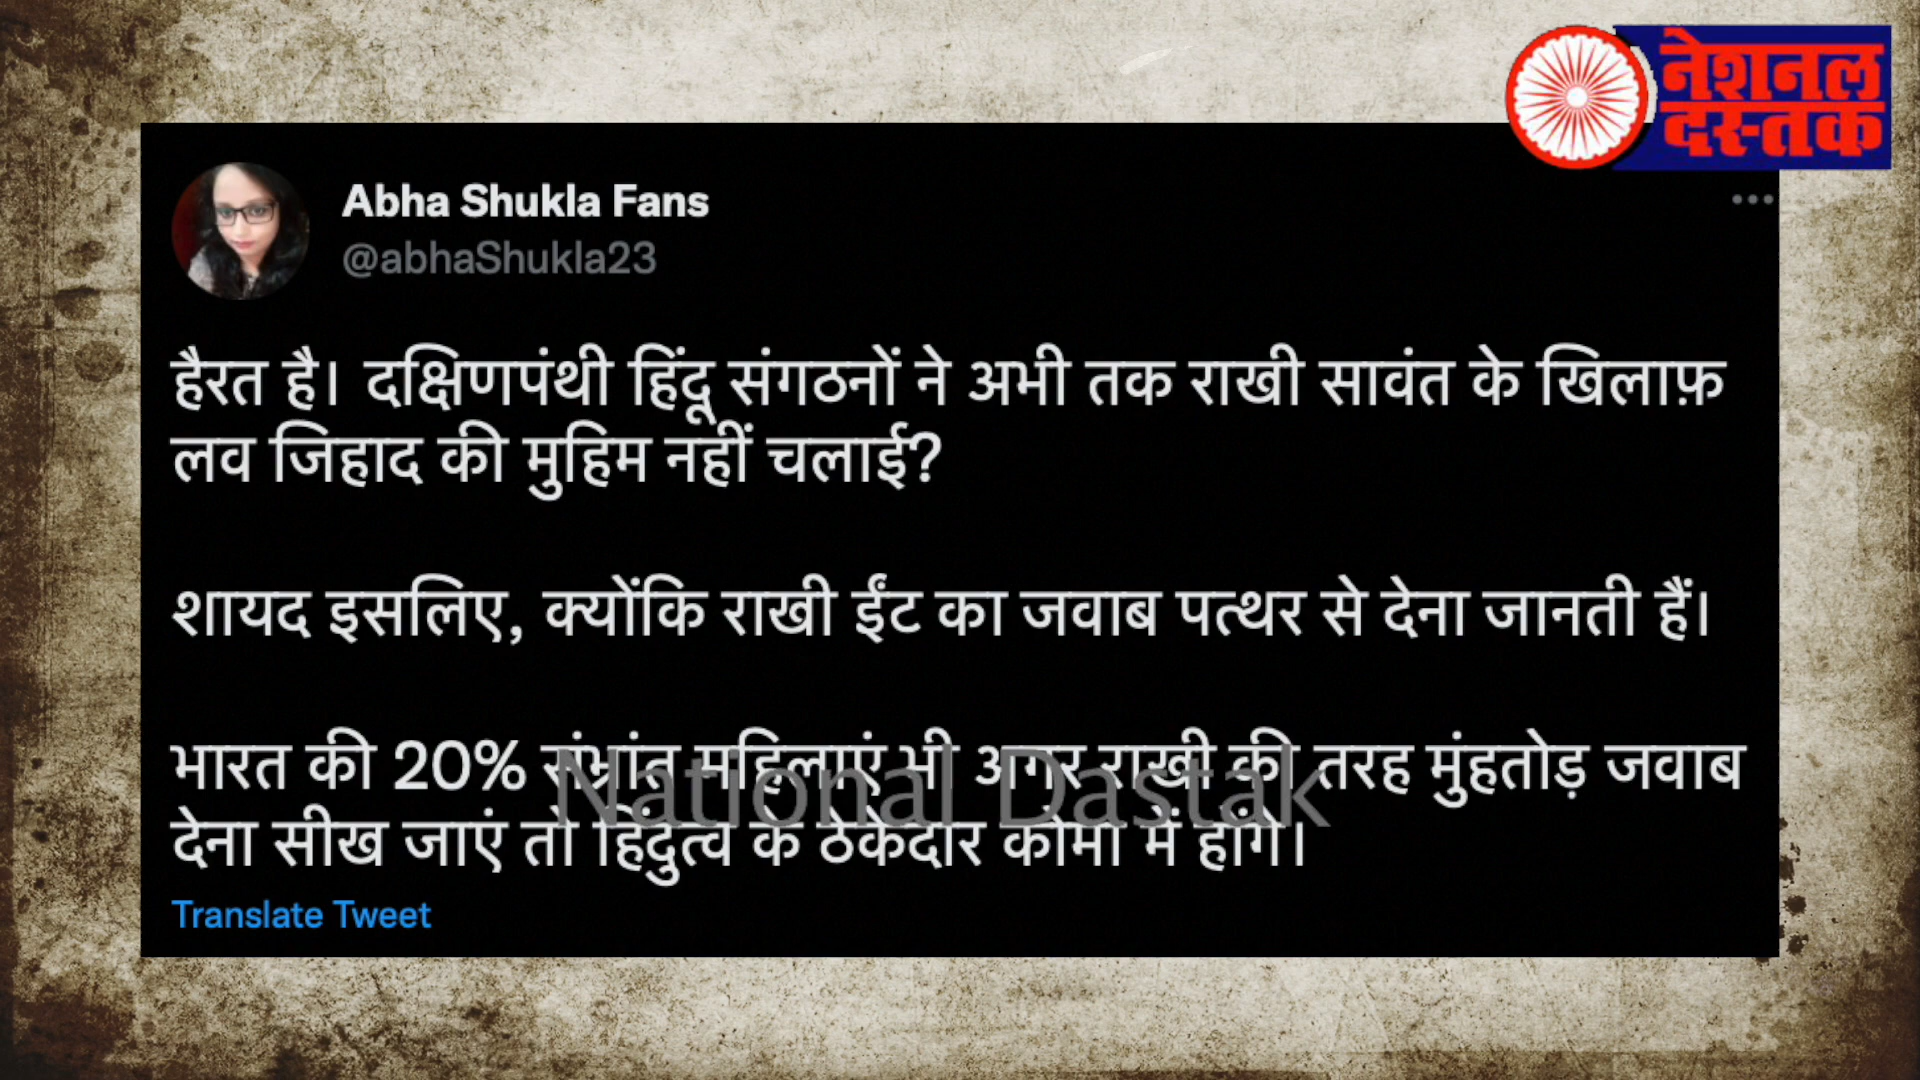 नेशनल
दस्तक
Abha Shukla Fans
@abhaShukla23
हैरत है। दक्षिणपंथी हिंदू संगठनों ने अभी तक राखी सावंत के खिलाफ़
लव जिहाद की मुहिम नहीं चलाई?
शायद इसलिए, क्योंकि राखी ईंट का जवाब पत्थर से देना जानती हैं।
भारत की 20% संभ्रांत महिलाएं भी अगर राखी की तरह मुंहतोड़ जवाब
National Dastak
देना सीख जाएं तो हिंदुत्व के ठेकेदार कोमा में होंगे।
Translate Tweet